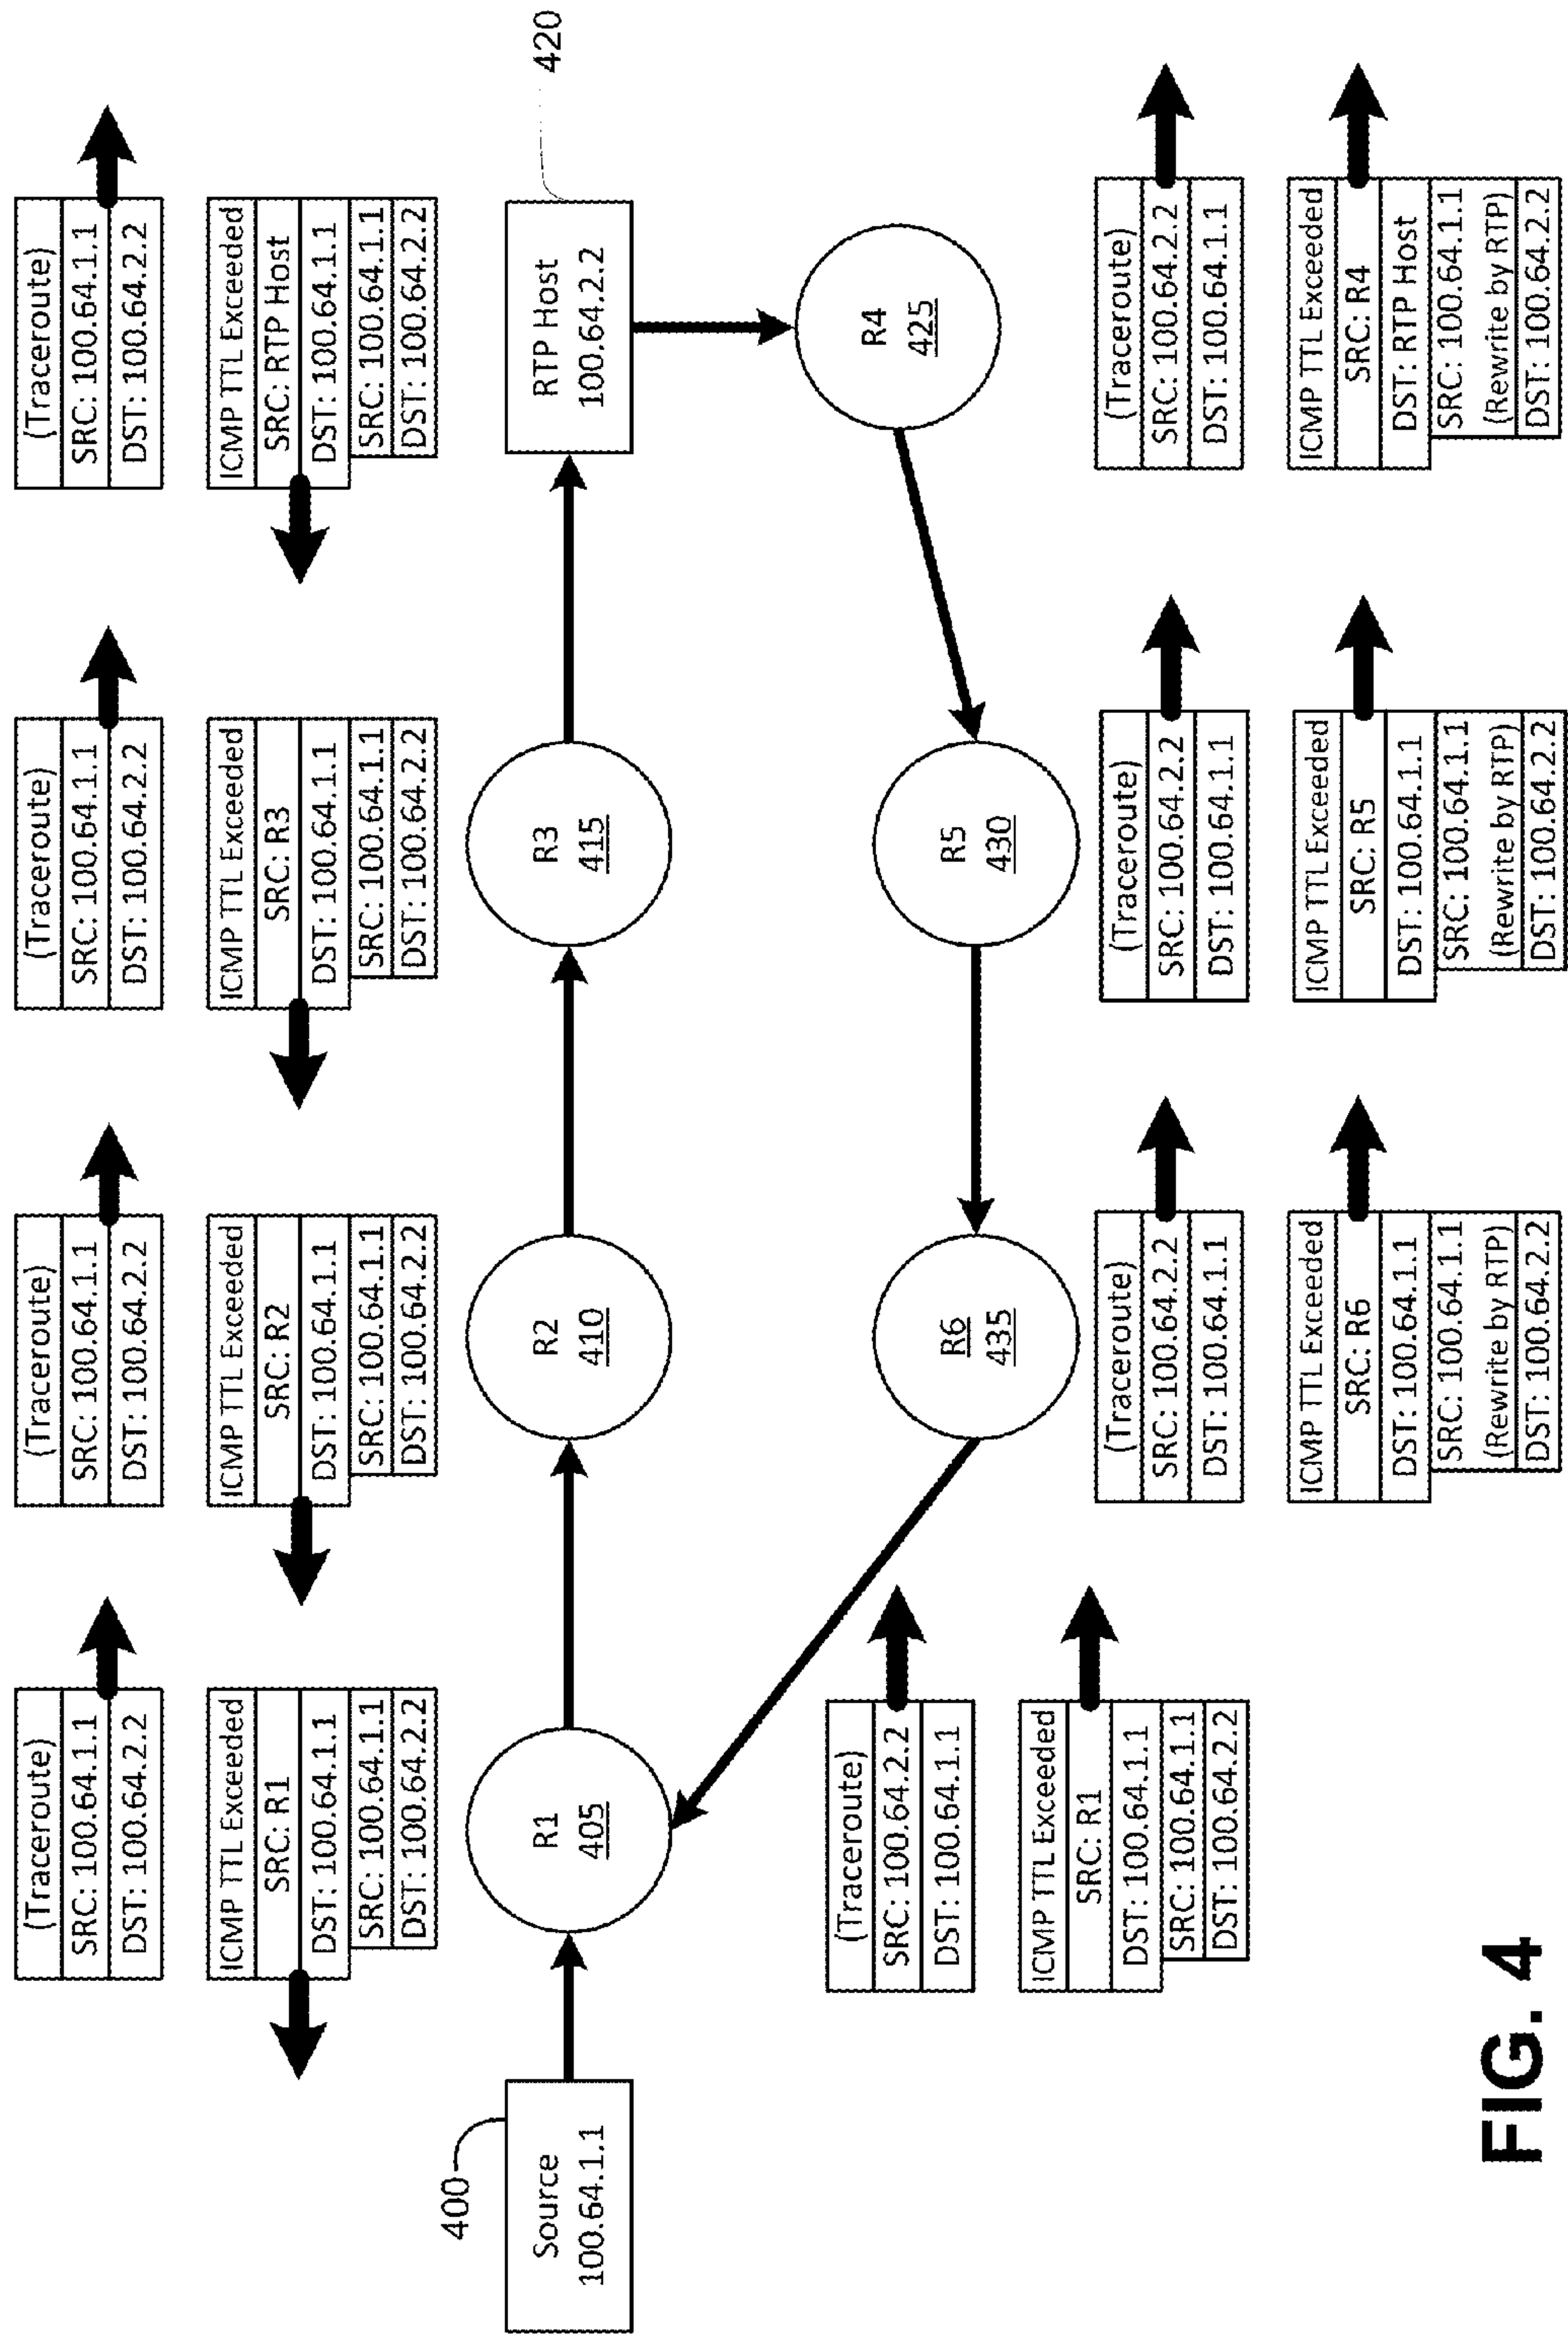 (Traceroute)
SRC: 100.64.1.1
DST: 100.64.2.2
(Traceroute)
SRC: 100.64.1.1
DST: 100.64.2.2
(Traceroute)
SRC: 100.64.1.1
DST: 100.64.2.2
(Traceroute)
SRC: 100.64.1.1
DST: 100.64.2.2
ICMP TTL Exceeded
SRC: R1
DST: 100.64.1.1
SRC: 100.64.1.1
DST: 100.64.2.2
ICMP TTL Exceeded
SRC: R2
DST: 100.64.1.1
SRC: 100.64.1.1
DST: 100.64.2.2
ICMP TTL Exceeded
SRC: R3
DST: 100.64.1.1
SRC: 100.64.1.1
DST: 100.64.2.2
ICMP TTL Exceeded
SRC: RTP Host
DST: 100.64.1.1
SRC: 100.64.1.1
DST: 100.64.2.2
400
Source
100.64.1.1
R1
405
R2
410
R3
415
RTP Host
100.64.2.2
420
R4
425
R5
430
R6
435
(Traceroute)
SRC: 100.64.2.2
DST: 100.64.1.1
ICMP TTL Exceeded
SRC: R1
DST: 100.64.1.1
SRC: 100.64.1.1
DST: 100.64.2.2
(Traceroute)
SRC: 100.64.2.2
DST: 100.64.1.1
ICMP TTL Exceeded
SRC: R6
DST: 100.64.1.1
SRC: 100.64.1.1
(Rewrite by RTP)
DST: 100.64.2.2
(Traceroute)
SRC: 100.64.2.2
DST: 100.64.1.1
ICMP TTL Exceeded
SRC: R5
DST: 100.64.1.1
SRC: 100.64.1.1
(Rewrite by RTP)
DST: 100.64.2.2
(Traceroute)
SRC: 100.64.2.2
DST: 100.64.1.1
ICMP TTL Exceeded
SRC: R4
DST: RTP Host
SRC: 100.64.1.1
(Rewrite by RTP)
DST: 100.64.2.2
FIG. 4